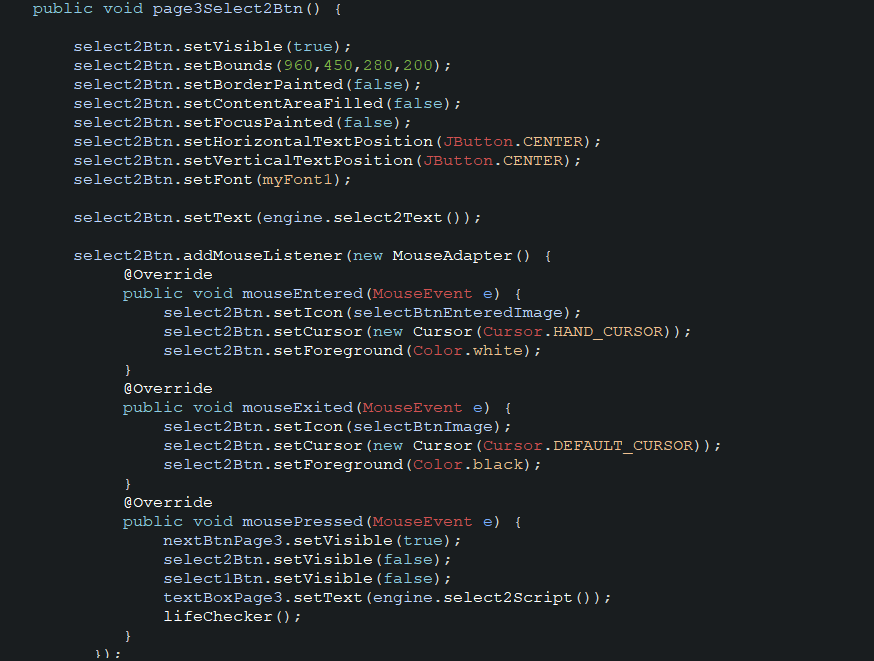 public void page3Select2Btn() {
select2Btn.setVisible(true);
select2Btn.setBounds(960,450,280,200);
select2Btn.setBorderPainted(false);
select2Btn.setContentAreaFilled(false);
select2Btn.setFocusPainted(false);
select2Btn.setHorizontalTextPosition(JButton.CENTER);
select2Btn.setVerticalTextPosition(JButton.CENTER);
select2Btn.setFont(myFont1);
select2Btn.setText(engine.select2Text());
select2Btn.addMouseListener(new MouseAdapter() {
@Override
public void mouseEntered(MouseEvent e) {
select2Btn.setIcon(selectBtnEnteredImage);
select2Btn.setCursor(new Cursor(Cursor.HAND_CURSOR));
select2Btn.setForeground(Color.white);
}
@Override
public void mouseExited(MouseEvent e) {
select2Btn.setIcon(selectBtnImage);
select2Btn.setCursor(new Cursor(Cursor.DEFAULT_CURSOR));
select2Btn.setForeground(Color.black);
}
@Override
public void mousePressed(MouseEvent e) {
nextBtnPage3.setVisible(true);
select2Btn.setVisible(false);
select1Btn.setVisible(false);
textBoxPage3.setText(engine.select2Script());
lifeChecker();
}
});